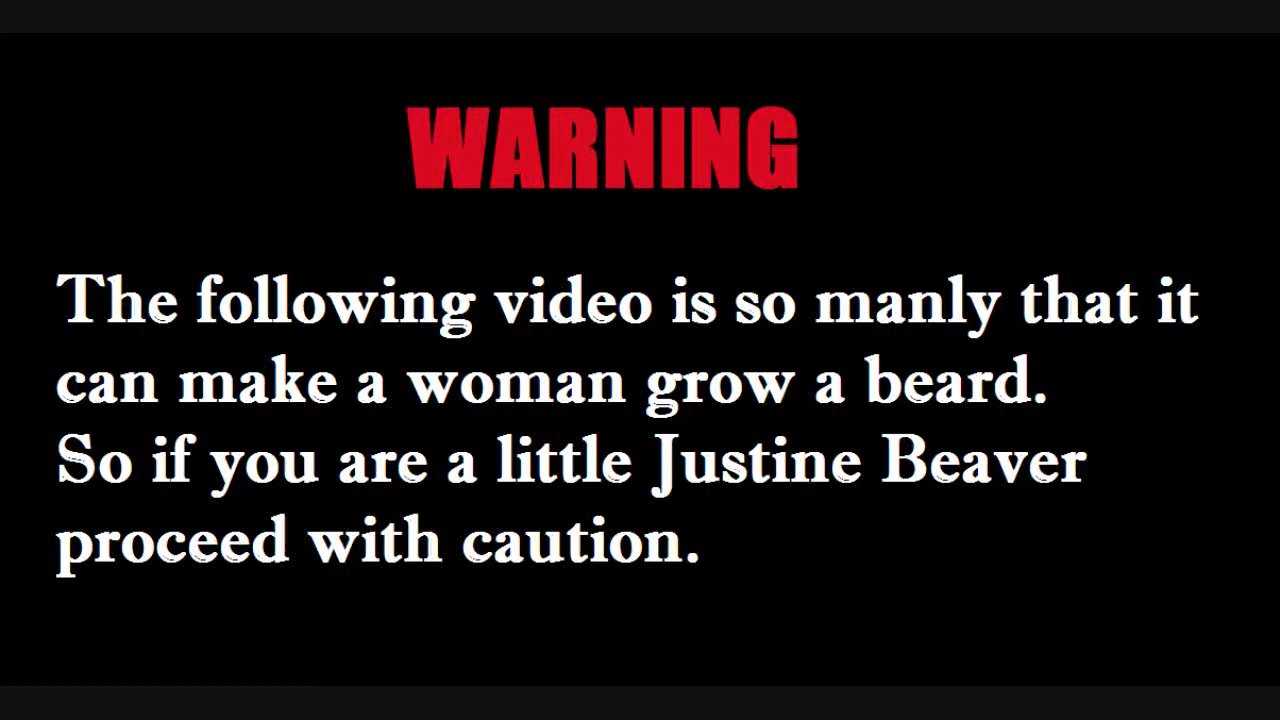 WARNING
The following video is so manly that it
can make a woman grow a beard.
So if you are a little Justine Beaver
proceed with caution.